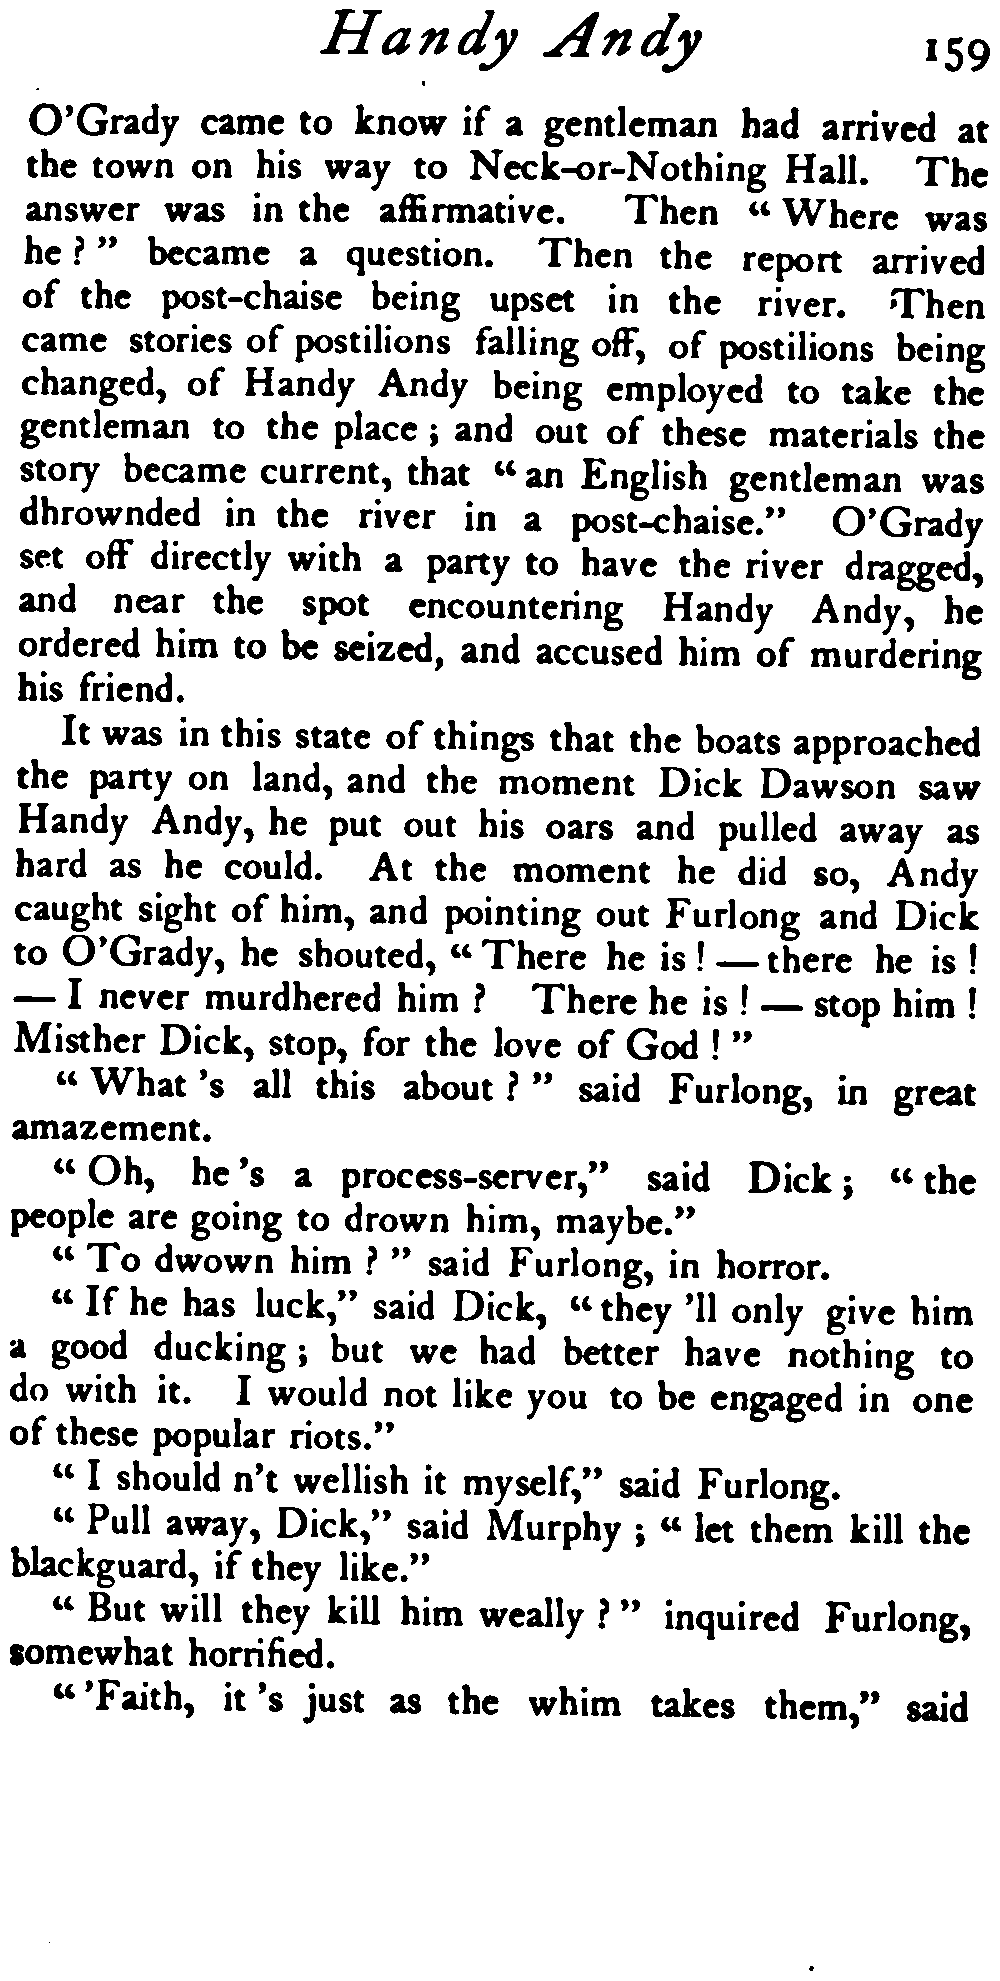 Handy Andy 159
O'Grady came to know if a gentleman had arrived at
the town on his way to Neck-or-Nothing Hall. The
answer was in the affirmative. Then “ Where was
he ? ” became a question. Then the report arrived
of the post-chaise being upset in the river. Then
came stories of postilions falling off, of postilions being
changed, of Handy Andy being employed to take the
gentleman to the place ; and out of these materials the
story became current, that “ an English gentleman was
dhrownded in the river in a post-chaise.” O'Grady
set off directly with a party to have the river dragged,
and near the spot encountering Handy Andy, he
ordered him to be seized, and accused him of murdering
his friend.
It was in this state of things that the boats approached
the party on land, and the moment Dick Dawson saw
Handy Andy, he put out his oars and pulled away as
hard as he could. At the moment he did so, Andy
caught sight of him, and pointing out Furlong and Dick
to O'Grady, he shouted, “ There he is ! — there he is !
— I never murdhered him ? There he is ! — stop him !
Misther Dick, stop, for the love of God ! ”
“ What 's all this about ? ” said Furlong, in great
amazement.
“ Oh, he 's a process-server,” said Dick ; “ the
people are going to drown him, maybe.”
“ To dwown him ? ” said Furlong, in horror.
“ If he has luck,” said Dick, “ they 'll only give him
a good ducking ; but we had better have nothing to
do with it. I would not like you to be engaged in one
of these popular riots.”
“ I should n't wellish it myself,” said Furlong.
“ Pull away, Dick,” said Murphy ; “ let them kill the
blackguard, if they like.”
“ But will they kill him weally ? ” inquired Furlong,
somewhat horrified.
“ 'Faith, it 's just as the whim takes them,” said